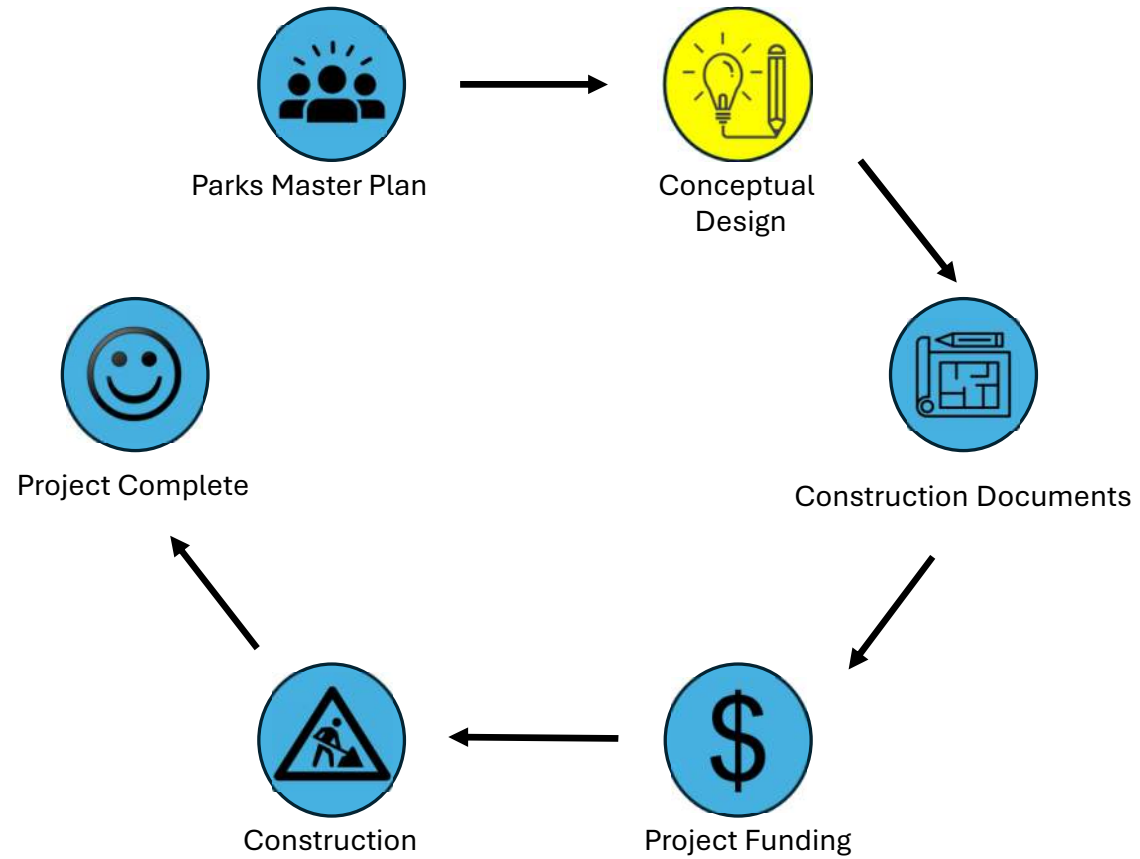 Parks Master Plan
Conceptual
Design
Construction Documents
Project Funding
$
Construction
Project Complete